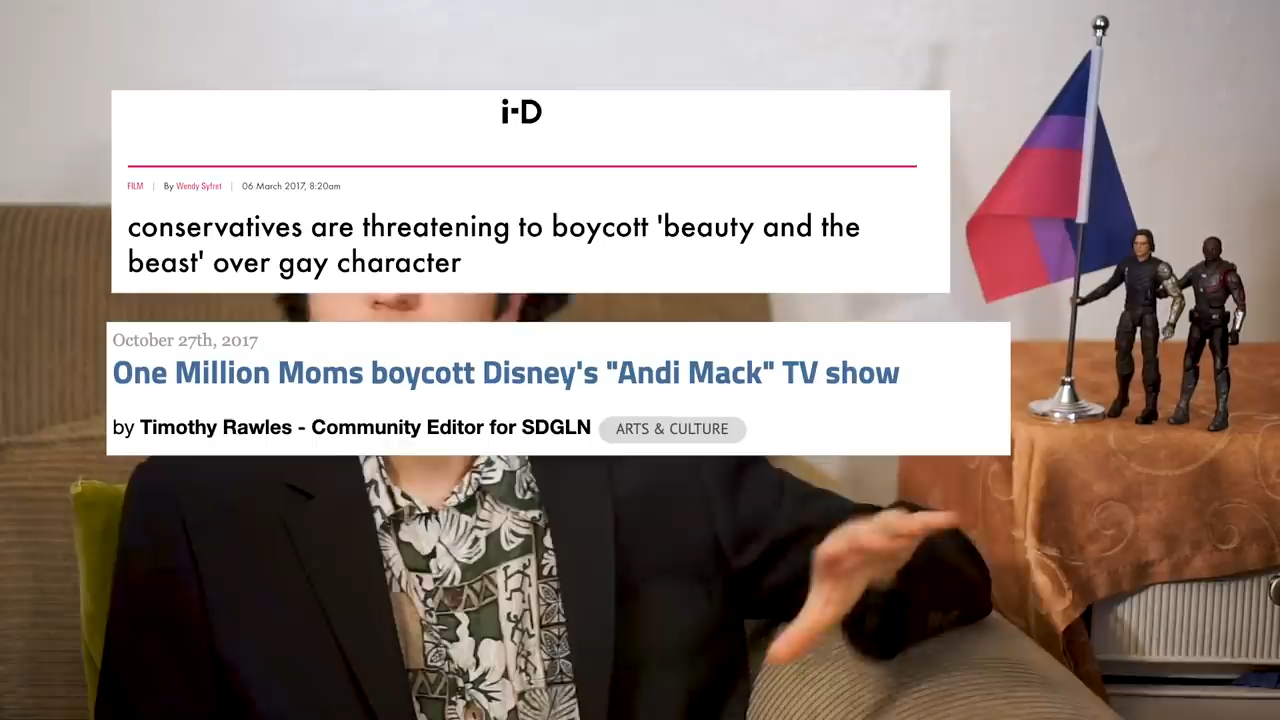 i-D
FILM | By Wendy Syfret | 06 March 2017, 8:20am
conservatives are threatening to boycott 'beauty and the
beast' over gay character
October 27th, 2017
One Million Moms boycott Disney's "Andi Mack" TV show
by Timothy Rawles - Community Editor for SDGLN ARTS & CULTURE